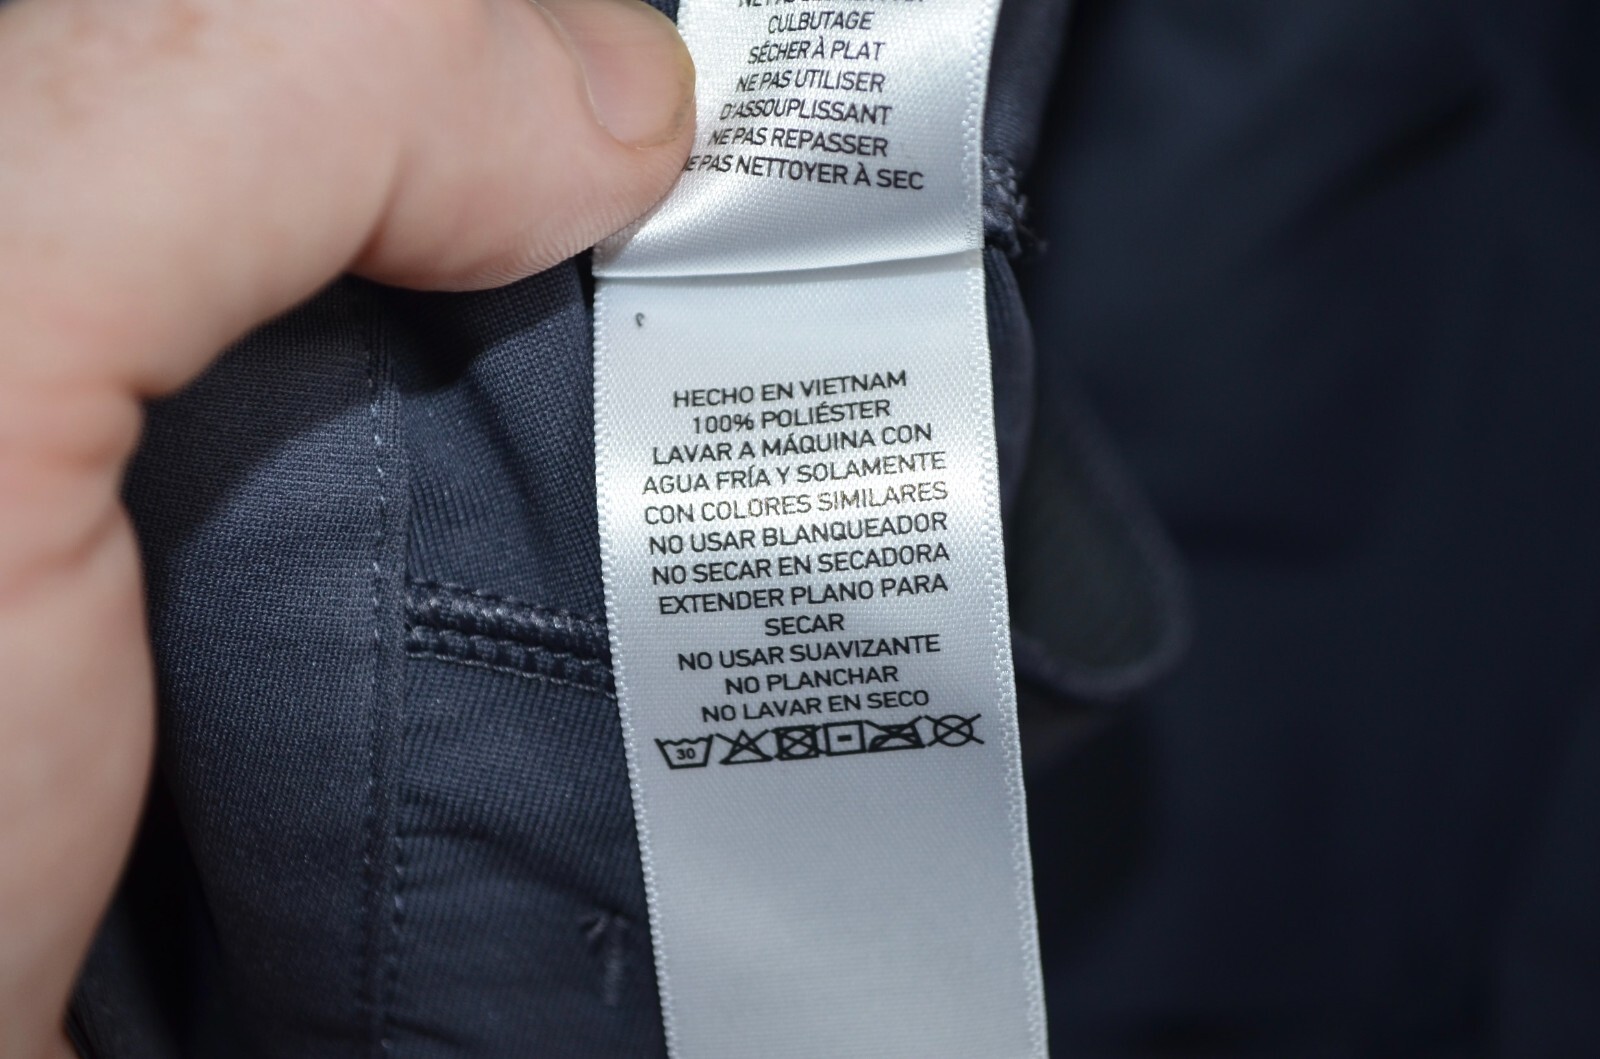 CULBUTAGE
SÉCHER À PLAT
NE PAS UTILISER
D'ASSOUPLISSANT
NE PAS REPASSER
PAS NETTOYER À SEC
HECHO EN VIETNAM
100% POLIÉSTER
LAVAR A MÁQUINA CON
AGUA FRÍA Y SOLAMENTE
CON COLORES SIMILARES
NO USAR BLANQUEADOR
NO SECAR EN SECADORA
EXTENDER PLANO PARA
SECAR
NO USAR SUAVIZANTE
NO PLANCHAR
NO LAVAR EN SECO
30